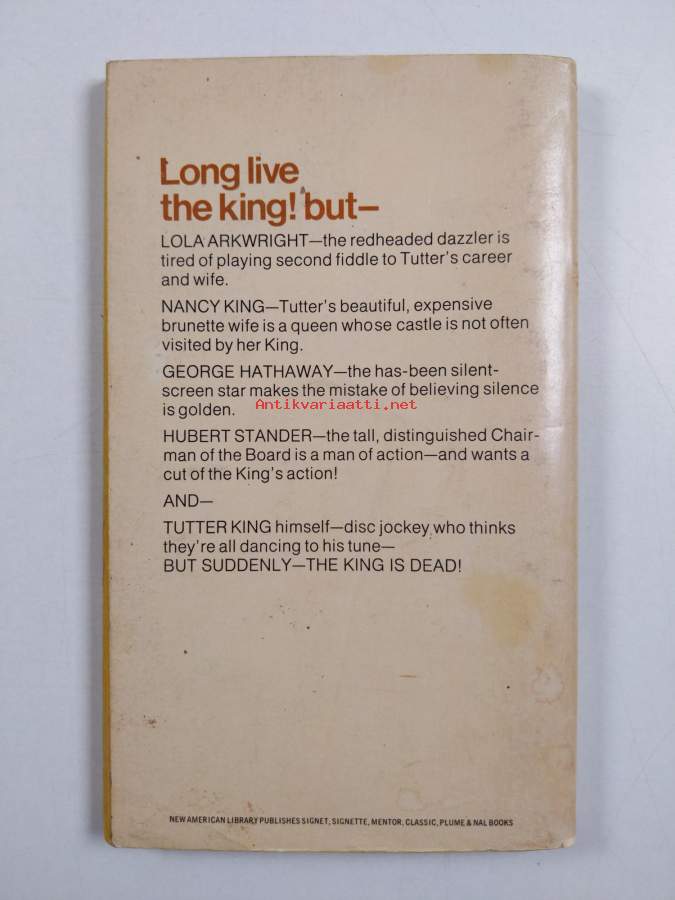 Long live
the king! but—
LOLA ARKWRIGHT—the redheaded dazzler is
tired of playing second fiddle to Tutter's career
and wife.
NANCY KING—Tutter's beautiful, expensive
brunette wife is a queen whose castle is not often
visited by her King.
GEORGE HATHAWAY—the has-been silent-
screen star makes the mistake of believing silence
is golden.
Antikvariaatti.net
HUBERT STANDER—the tall, distinguished Chair-
man of the Board is a man of action—and wants a
cut of the King's action!
AND—
TUTTER KING himself—disc jockey who thinks
they're all dancing to his tune—
BUT SUDDENLY—THE KING IS DEAD!
NEW AMERICAN LIBRARY PUBLISHES SIGNET, SIGNETTE, MENTOR, CLASSIC, PLUME & NAL BOOKS